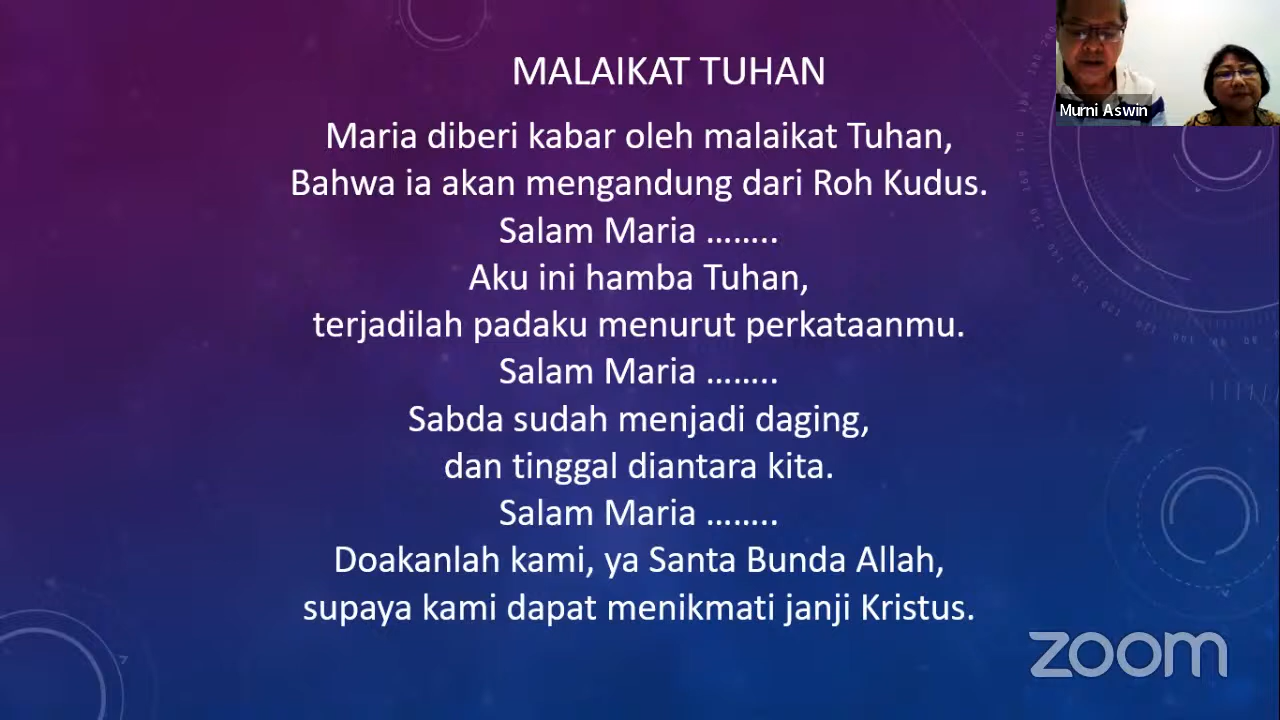 MALAIKAT TUHAN
Maria diberi kabar oleh malaikat Tuhan,
Bahwa ia akan mengandung dari Roh Kudus.
Salam Maria ……..
Aku ini hamba Tuhan,
terjadilah padaku menurut perkataanmu.
Salam Maria ……..
Sabda sudah menjadi daging,
dan tinggal diantara kita.
Salam Maria ……..
Doakanlah kami, ya Santa Bunda Allah,
supaya kami dapat menikmati janji Kristus.
Murni Aswin
zoom